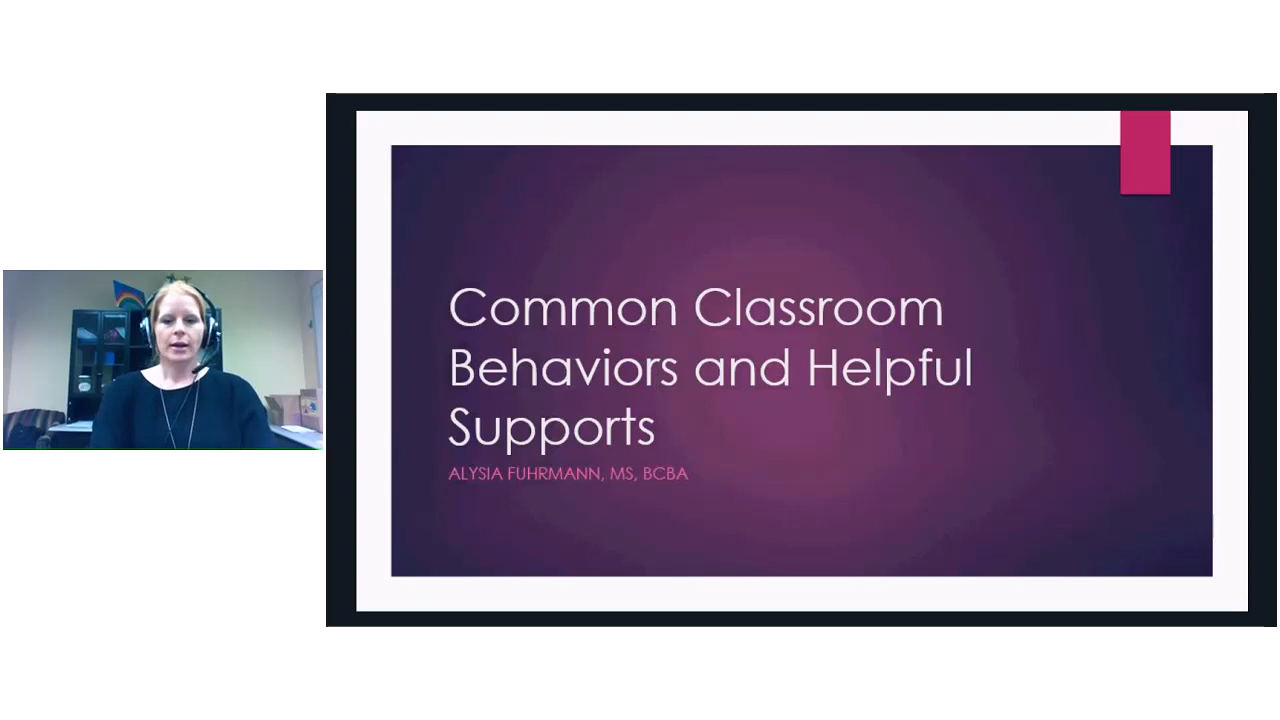 Common Classroom
Behaviors and Helpful
Supports
ALYSIA FUHRMANN, MS, BCBA